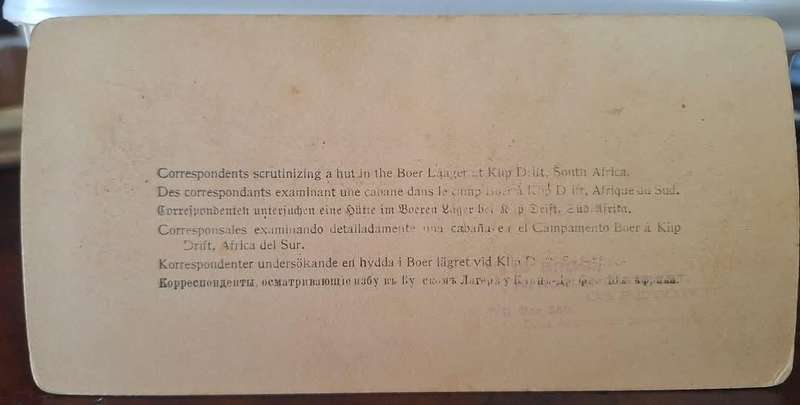 Correspondents scrutinizing a hut in the Boer Laager at Klip Drift, South Africa.
Des correspondants examinant une cabane dans le camp Boer à Klip Drift, Afrique du Sud.
Correspondenten untersuchen eine Hütte im Boeren Lager bei Klip Drift, Süd-Afrika.
Corresponsales examinando detalladamente una cabaña en el Campamento Boer á Klip
Drift, Africa del Sur.
Korrespondenter undersökande en hydda i Boer lägret vid Klip
Корреспонденты, осматривающіе избу въ Лагерѣ у